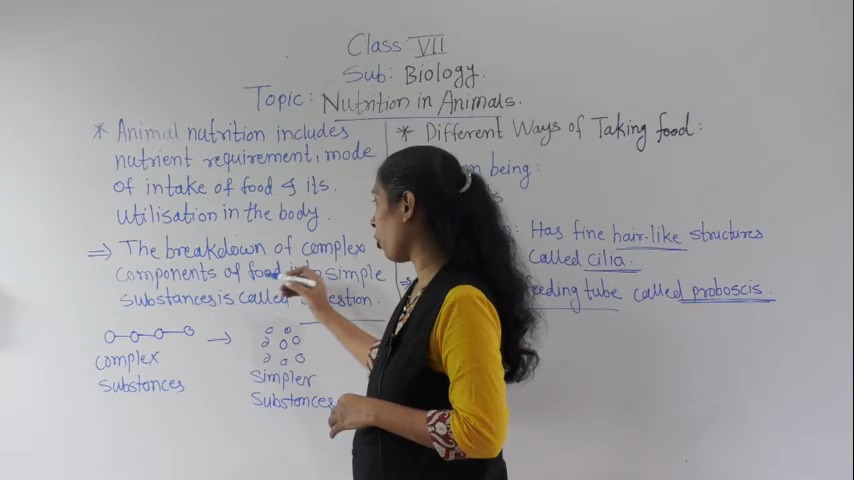 Class: VII
Sub: Biology.
Topic: Nutrition in Animals.
* Animal nutrition includes
nutrient requirement, mode
of intake of food & its
utilisation in the body.
⇒ The breakdown of complex
components of food into simple
substances is called
complex
substances
→
simpler
substances
* Different Ways of Taking food:
being:
: Has fine hair-like structures
called cilia.
⇒ feeding tube called proboscis.